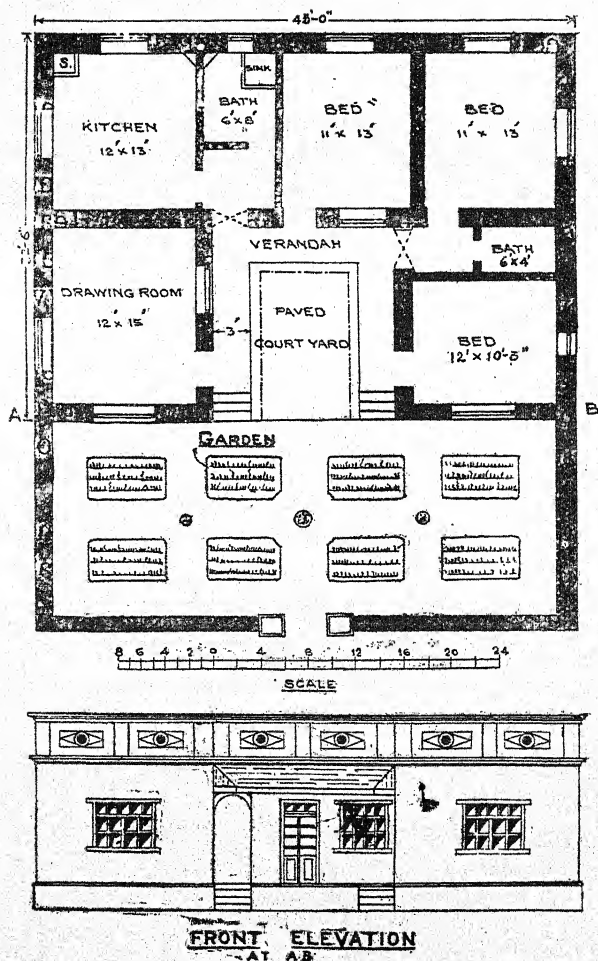 45'-0"
S.
SINK
KITCHEN
12' x 13'
BATH
6' x 8'
BED
11' x 13'
BED
11' x 13'
VERANDAH
BATH
6' x 4'
DRAWING ROOM
12' x 15'
3'
PAVED
COURT YARD
BED
12' x 10'-5"
A
B
GARDEN
8 6 4 2 0 4 8 12 16 20 24
SCALE
FRONT ELEVATION
AT AB